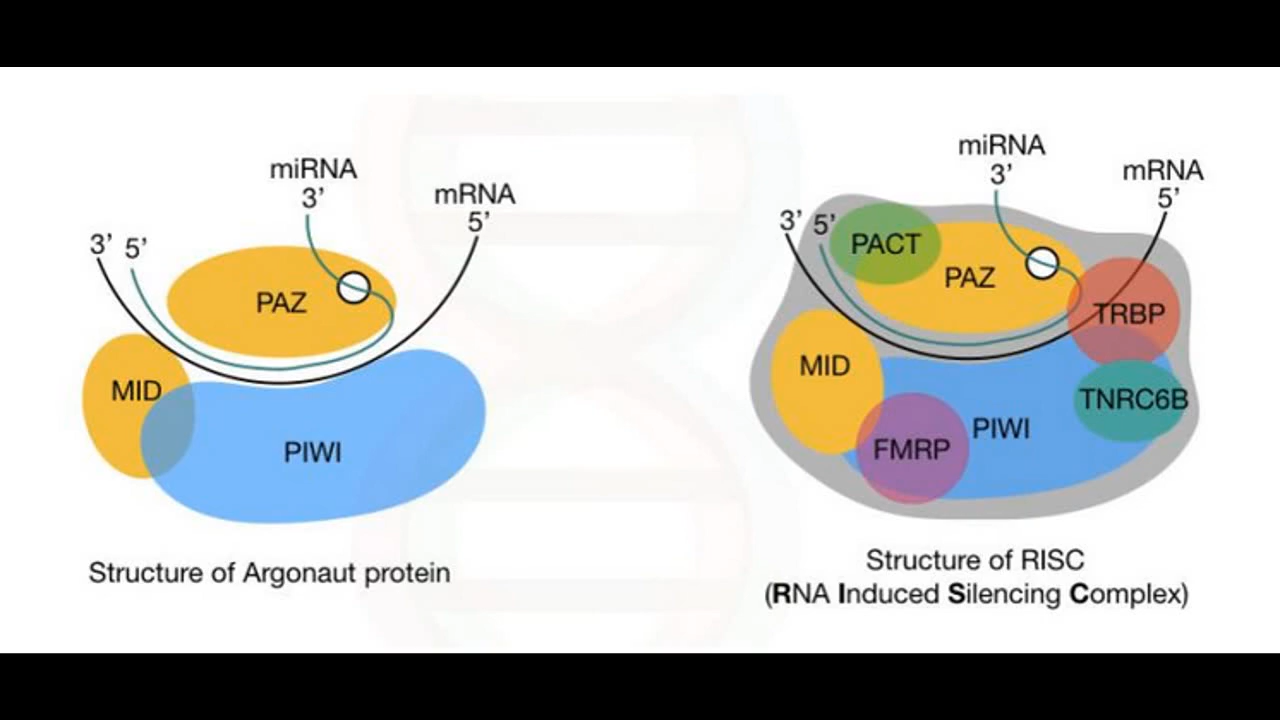 miRNA
3’
mRNA
5’
3’ 5’
PAZ
MID
PIWI
Structure of Argonaut protein
miRNA
3’
mRNA
5’
3’ 5’
PACT
PAZ
TRBP
MID
TNRC6B
PIWI
FMRP
Structure of RISC
(RNA Induced Silencing Complex)